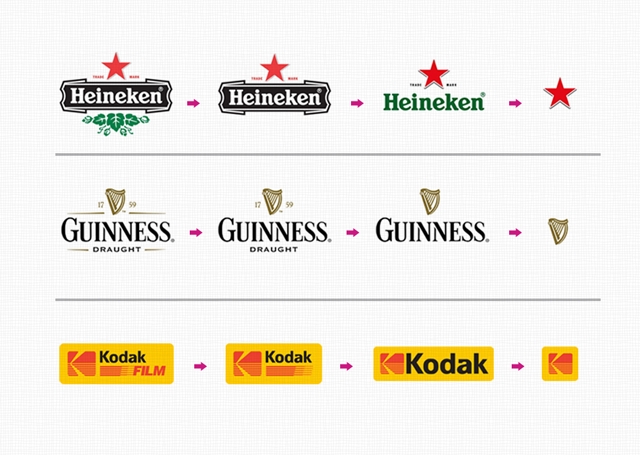 TRADE MARK
Heineken®
TRADE MARK
Heineken®
TRADE MARK
Heineken®
17 59
GUINNESS®
DRAUGHT
17 59
GUINNESS®
DRAUGHT
GUINNESS®
Kodak
FILM
Kodak
Kodak